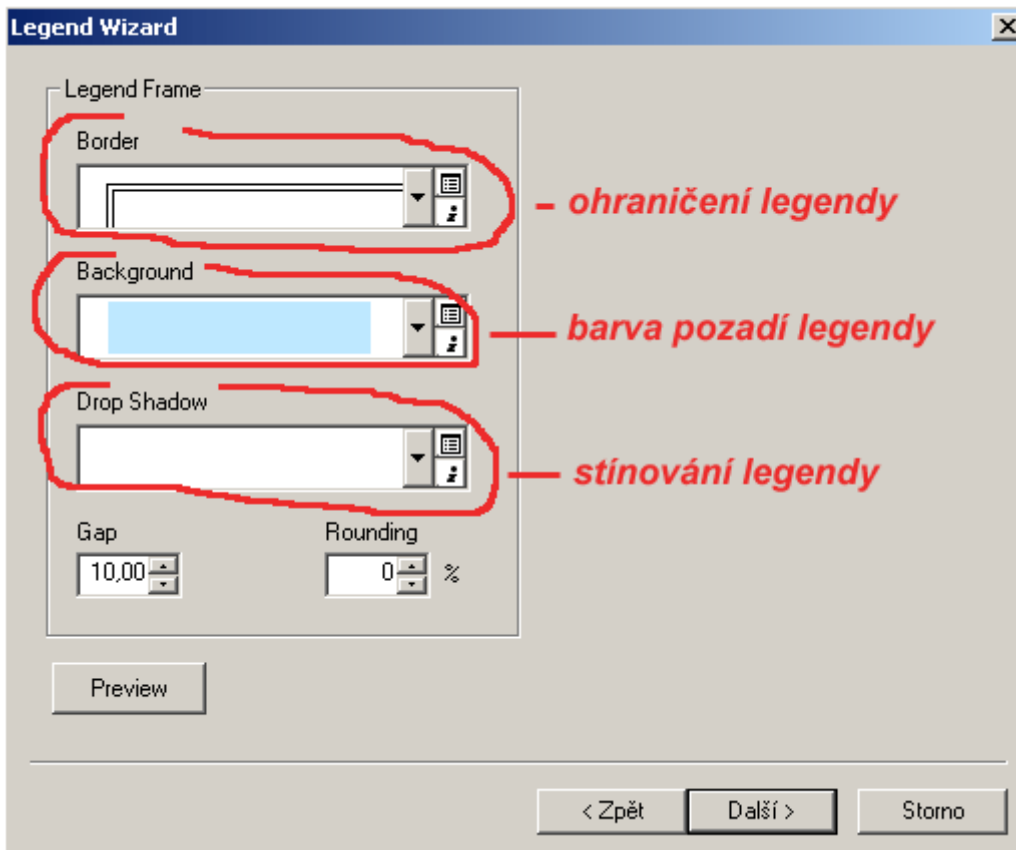 Legend Wizard
Legend Frame
Border
– ohraničení legendy
Background
— barva pozadí legendy
Drop Shadow
— stínování legendy
Gap
Rounding
10,00
0 %
Preview
< Zpět
Další >
Storno